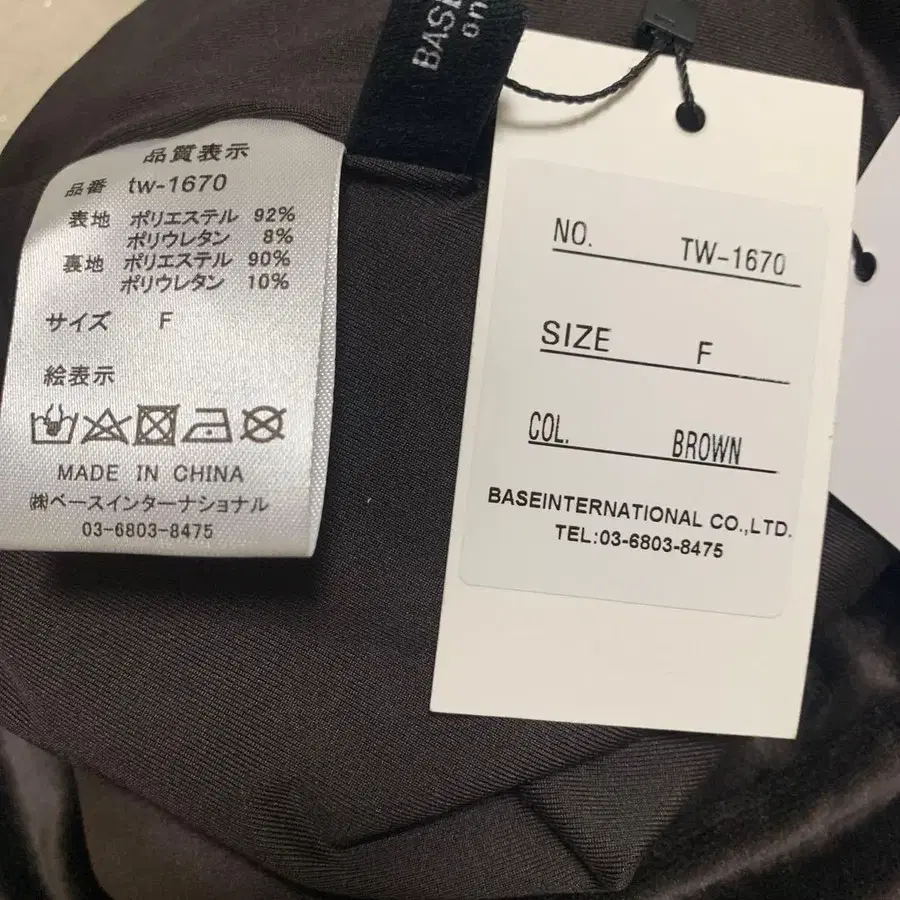 品質表示
品番 tw-1670
表地 ポリエステル 92%
ポリウレタン 8%
裏地 ポリエステル 90%
ポリウレタン 10%
サイズ F
絵表示
MADE IN CHINA
㈱ベースインターナショナル
03-6803-8475
BASE
on
NO. TW-1670
SIZE F
COL. BROWN
BASEINTERNATIONAL CO.,LTD.
TEL:03-6803-8475